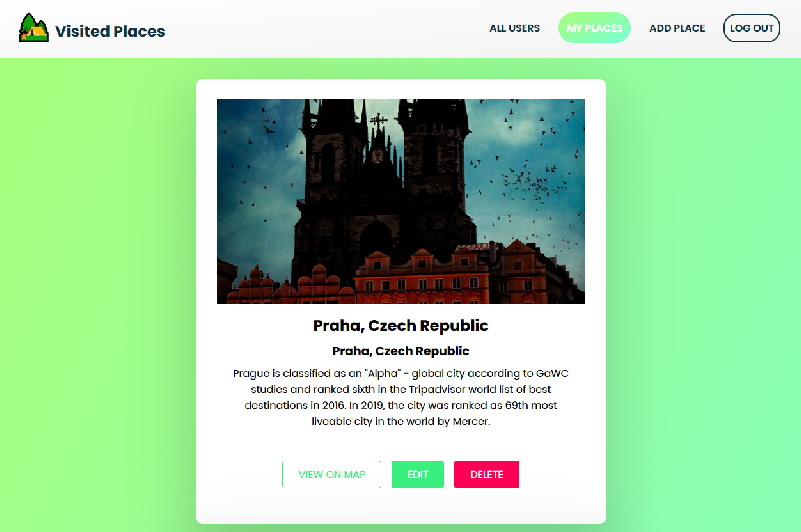 Visited Places
ALL USERS
MY PLACES
ADD PLACE
LOG OUT
Praha, Czech Republic
Praha, Czech Republic
Prague is classified as an "Alpha" - global city according to GaWC
studies and ranked sixth in the Tripadvisor world list of best
destinations in 2016. In 2019, the city was ranked as 69th most
liveable city in the world by Mercer.
VIEW ON MAP
EDIT
DELETE